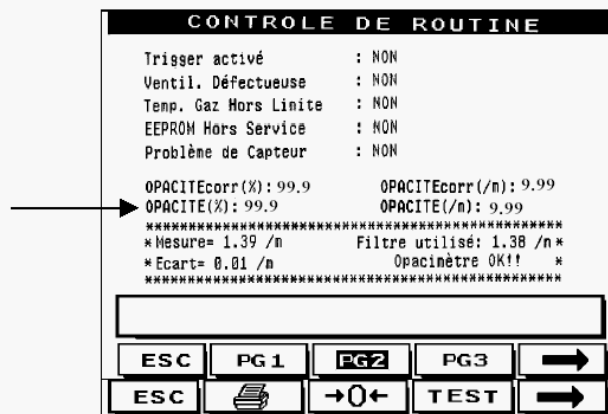 CONTROLE DE ROUTINE
Trigger activé : NON
Ventil. Défectueuse : NON
Temp. Gaz Hors Linite : NON
EEPROM Hors Service : NON
Problème de Capteur : NON
OPACITEcorr(%): 99.9 OPACITEcorr(/m): 9.99
OPACITE(%): 99.9 OPACITE(/m): 9.99
************************************************
* Mesure= 1.39 /m Filtre utilisé: 1.38 /m *
* Ecart= 0.01 /m Opacinètre OK!! *
************************************************
ESC PG1 PG2 PG3
ESC →0← TEST